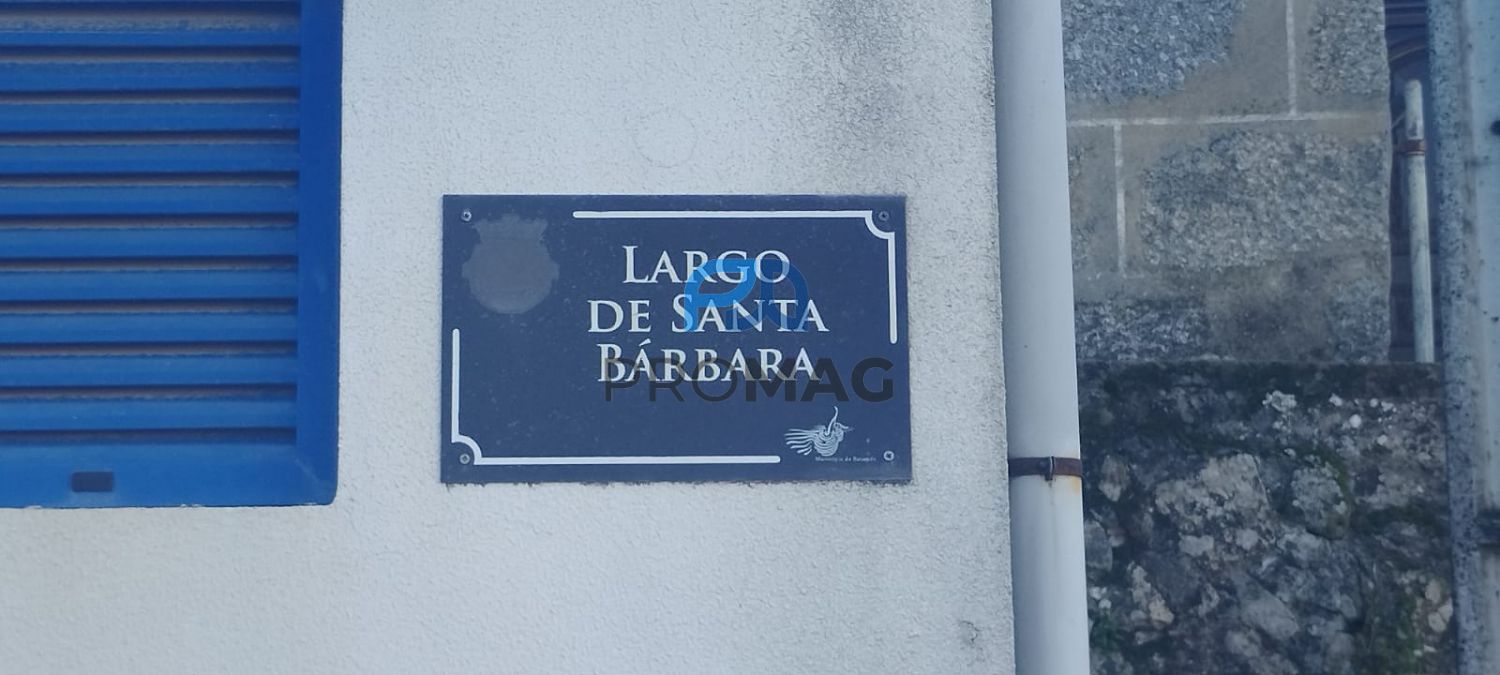 LARGO
DE SANTA
BÁRBARA
PROMAG